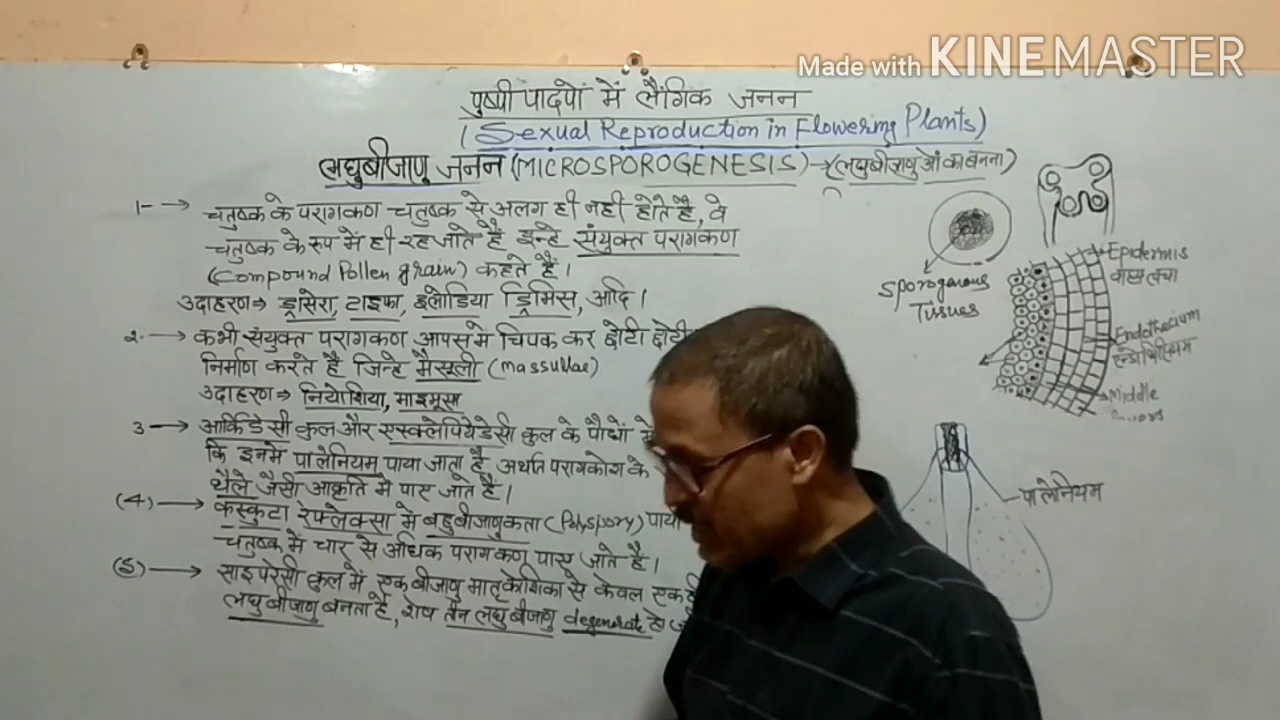 Made with KINEMASTER
पुष्पी पादपों में लैंगिक जनन
(Sexual Reproduction in Flowering Plants)
लघुबीजाणु जनन (MICROSPOROGENESIS) → (लघुबीजाणुओं का बनना)
1- → चतुष्क के परागकण चतुष्क से अलग ही नही होते है, वे
चतुष्क के रूप में ही रह जाते है इन्हे संयुक्त परागकण
(Compound Pollen grain) कहते हैं।
उदाहरण ⇒ ड्रासेरा, टाइफा, इलोडिया ड्रिमिस, आदि।
2- → कभी संयुक्त परागकण आपस मे चिपक कर छोटी छोटी
निर्माण करते है जिन्हे मैसूली (massullae)
उदाहरण ⇒ नियोशिया, माइमूसा
3 → आर्किडेसी कुल और एस्क्लेपियेडेसी कुल के पौधों मे
कि इनमे पालेनियम पाया जाता है, अर्थात परागकोश के
थैले जैसी आकृति मे पाए जाते हैं।
(4) → कस्कुटा रेफ्लेक्सा मे बहुबीजाणुकता (Polyspory) पाया
चतुष्क में चार से अधिक परागकण पाए जाते है।
(5) → साइपरेसी कुल में एक बीजाणु मातृकोशिका से केवल एक
लघुबीजाणु बनता है, शेष तीन लघुबीजाणु degenerate हो
Sporogenous
Tissues
Epidermis
वाह्य त्वचा
Endothecium
एन्डोथिसियम
Middle
पालेनियम